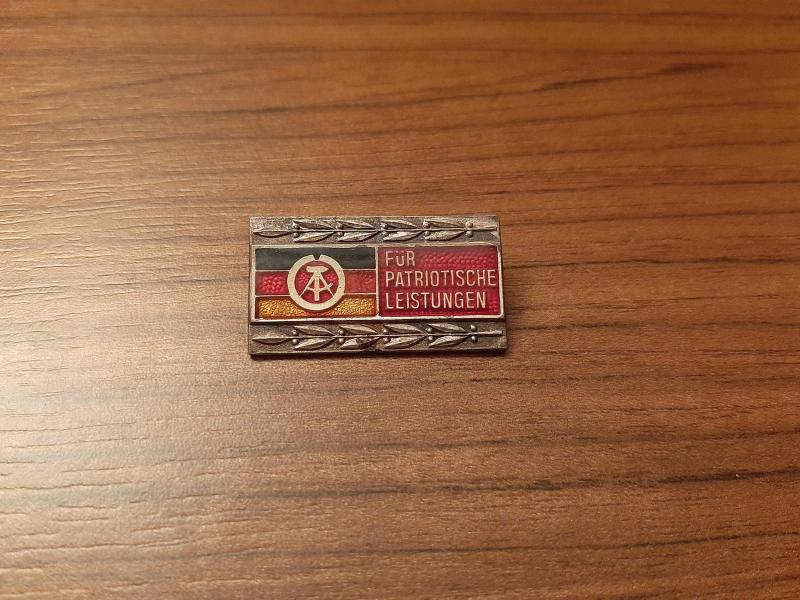 FÜR
PATRIOTISCHE
LEISTUNGEN